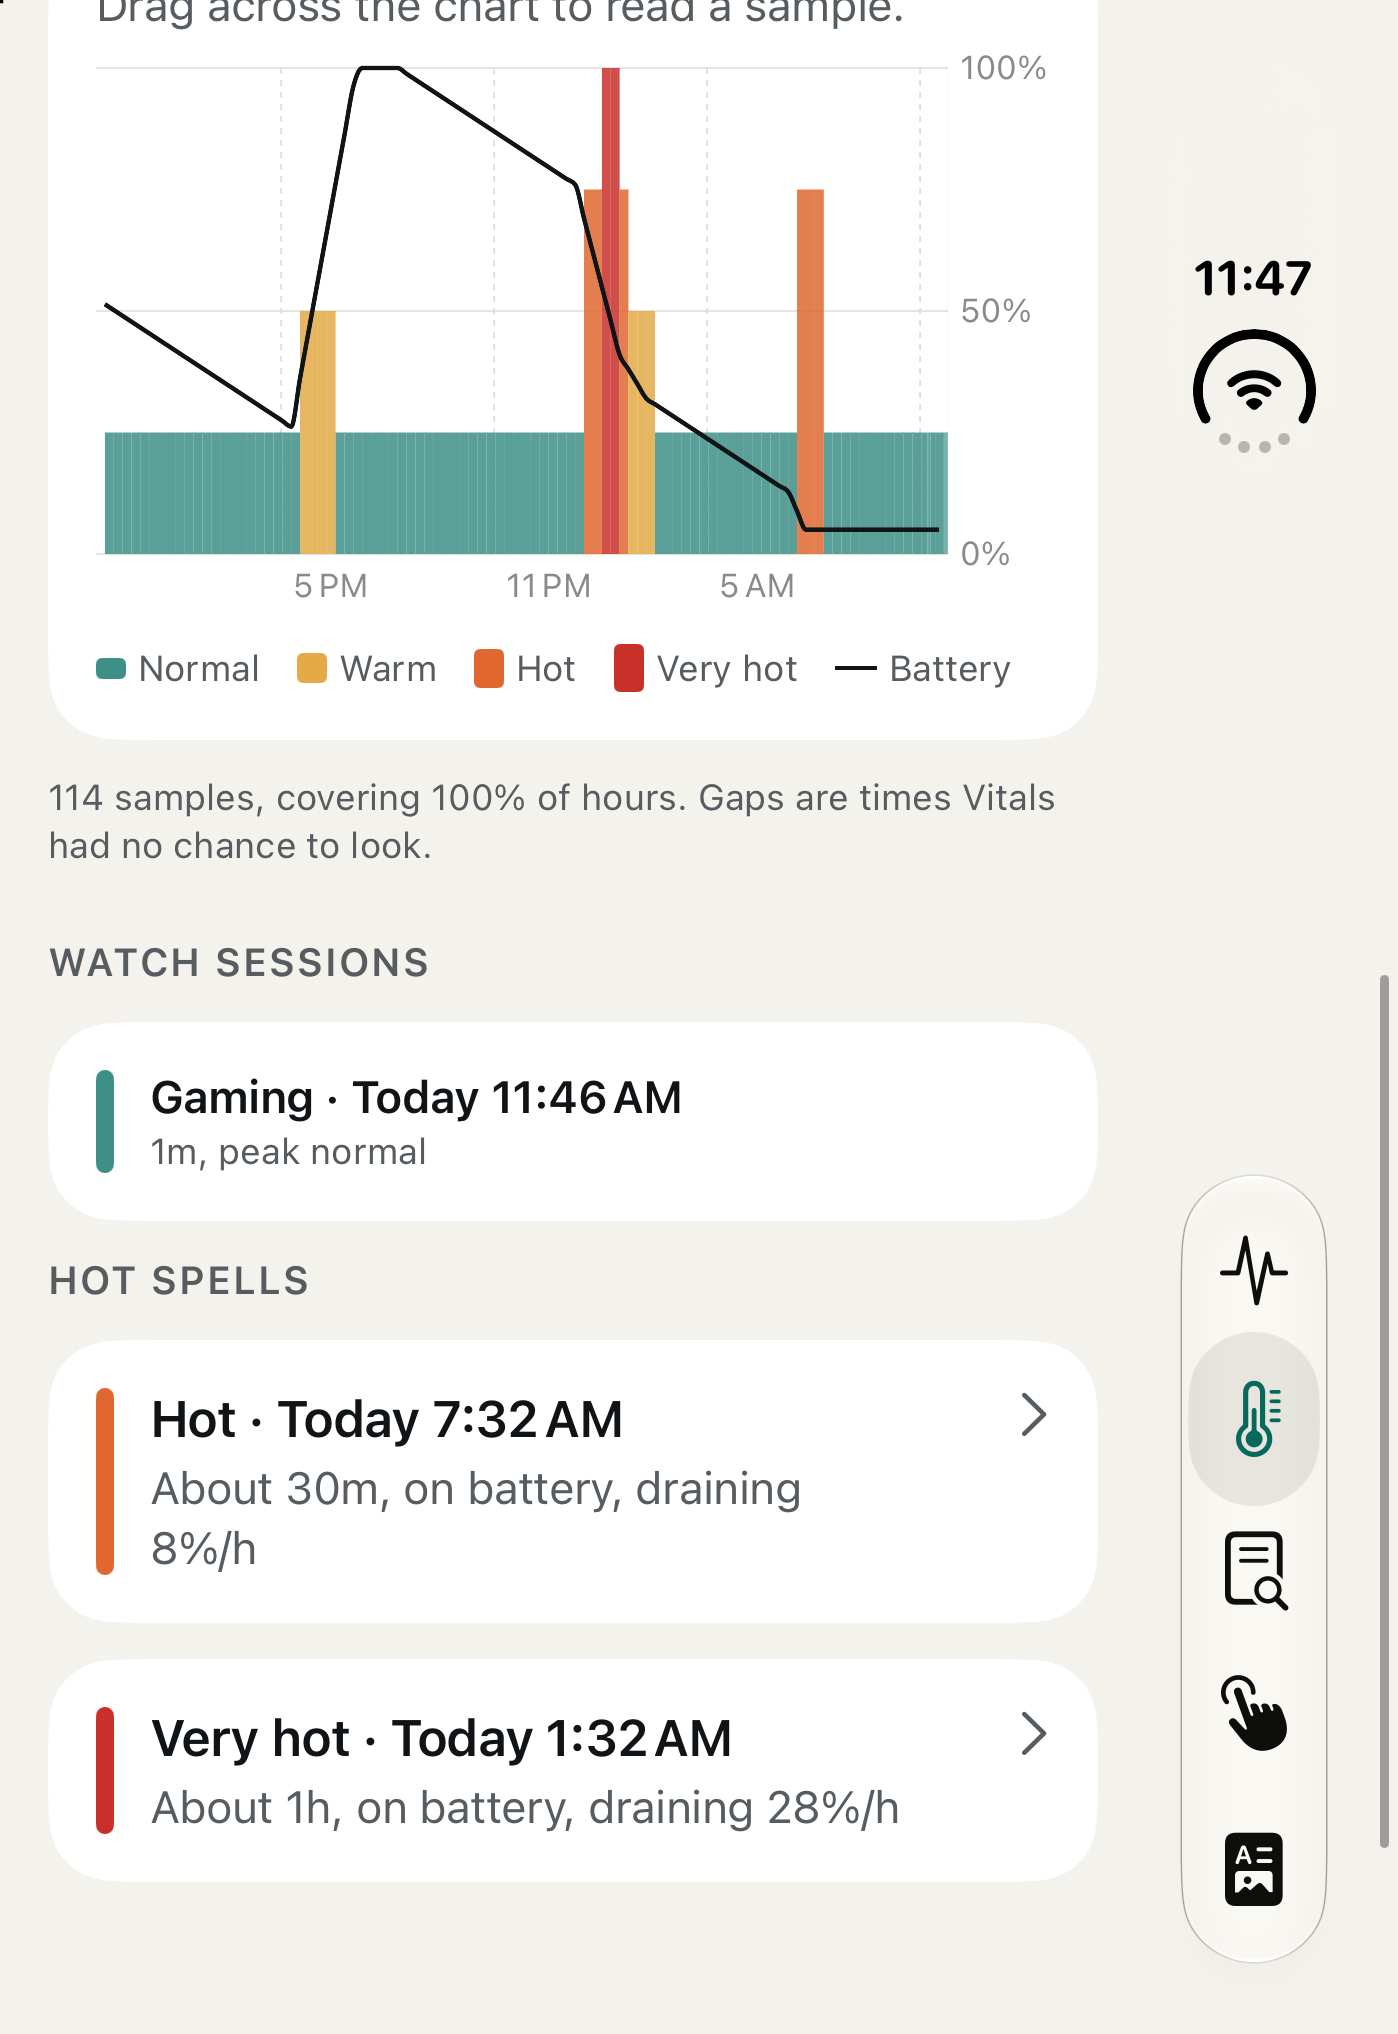 Drag across the chart to read a sample.
100%
11:47
50%
0%
5 PM
11 PM
5 AM
Normal
Warm
Hot
Very hot
Battery
114 samples, covering 100% of hours. Gaps are times Vitals
had no chance to look.
WATCH SESSIONS
Gaming · Today 11:46 AM
1m, peak normal
HOT SPELLS
Hot · Today 7:32 AM
About 30m, on battery, draining
8%/h
Very hot · Today 1:32 AM
About 1h, on battery, draining 28%/h